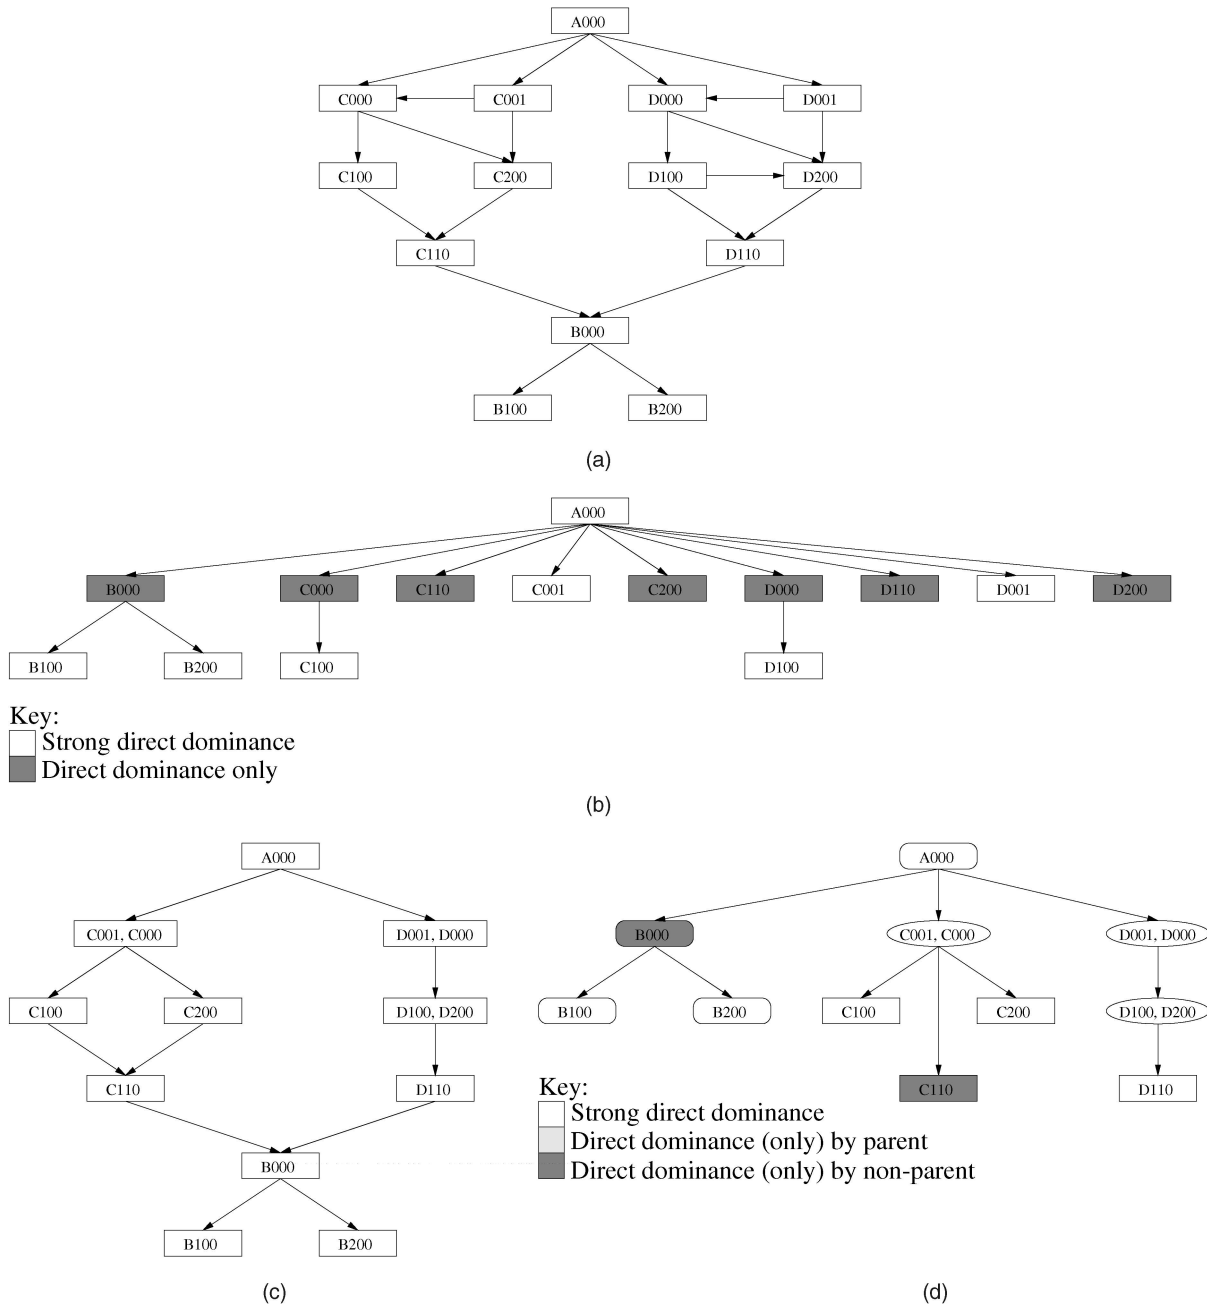 A000
C000 C001 D000 D001
C100 C200 D100 D200
C110 D110
B000
B100 B200
(a)
A000
B000 C000 C110 C001 C200 D000 D110 D001 D200
B100 B200 C100 D100
Key:
Strong direct dominance
Direct dominance only
(b)
A000
C001, C000 D001, D000
C100 C200 D100, D200
C110 D110
B000
B100 B200
(c)
A000
B000 C001, C000 D001, D000
B100 B200 C100 C200 D100, D200
C110 D110
Key:
Strong direct dominance
Direct dominance (only) by parent
Direct dominance (only) by non-parent
(d)